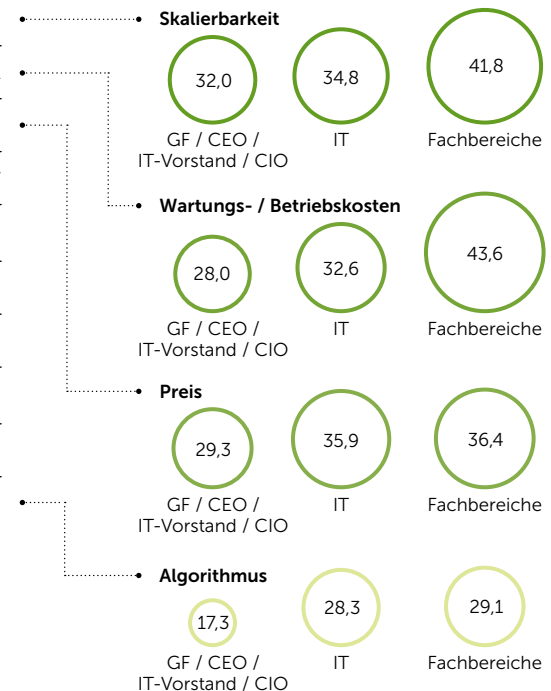 Skalierbarkeit
32,0 34,8 41,8
GF / CEO / IT Fachbereiche
IT-Vorstand / CIO
Wartungs- / Betriebskosten
28,0 32,6 43,6
GF / CEO / IT Fachbereiche
IT-Vorstand / CIO
Preis
29,3 35,9 36,4
GF / CEO / IT Fachbereiche
IT-Vorstand / CIO
Algorithmus
17,3 28,3 29,1
GF / CEO / IT Fachbereiche
IT-Vorstand / CIO